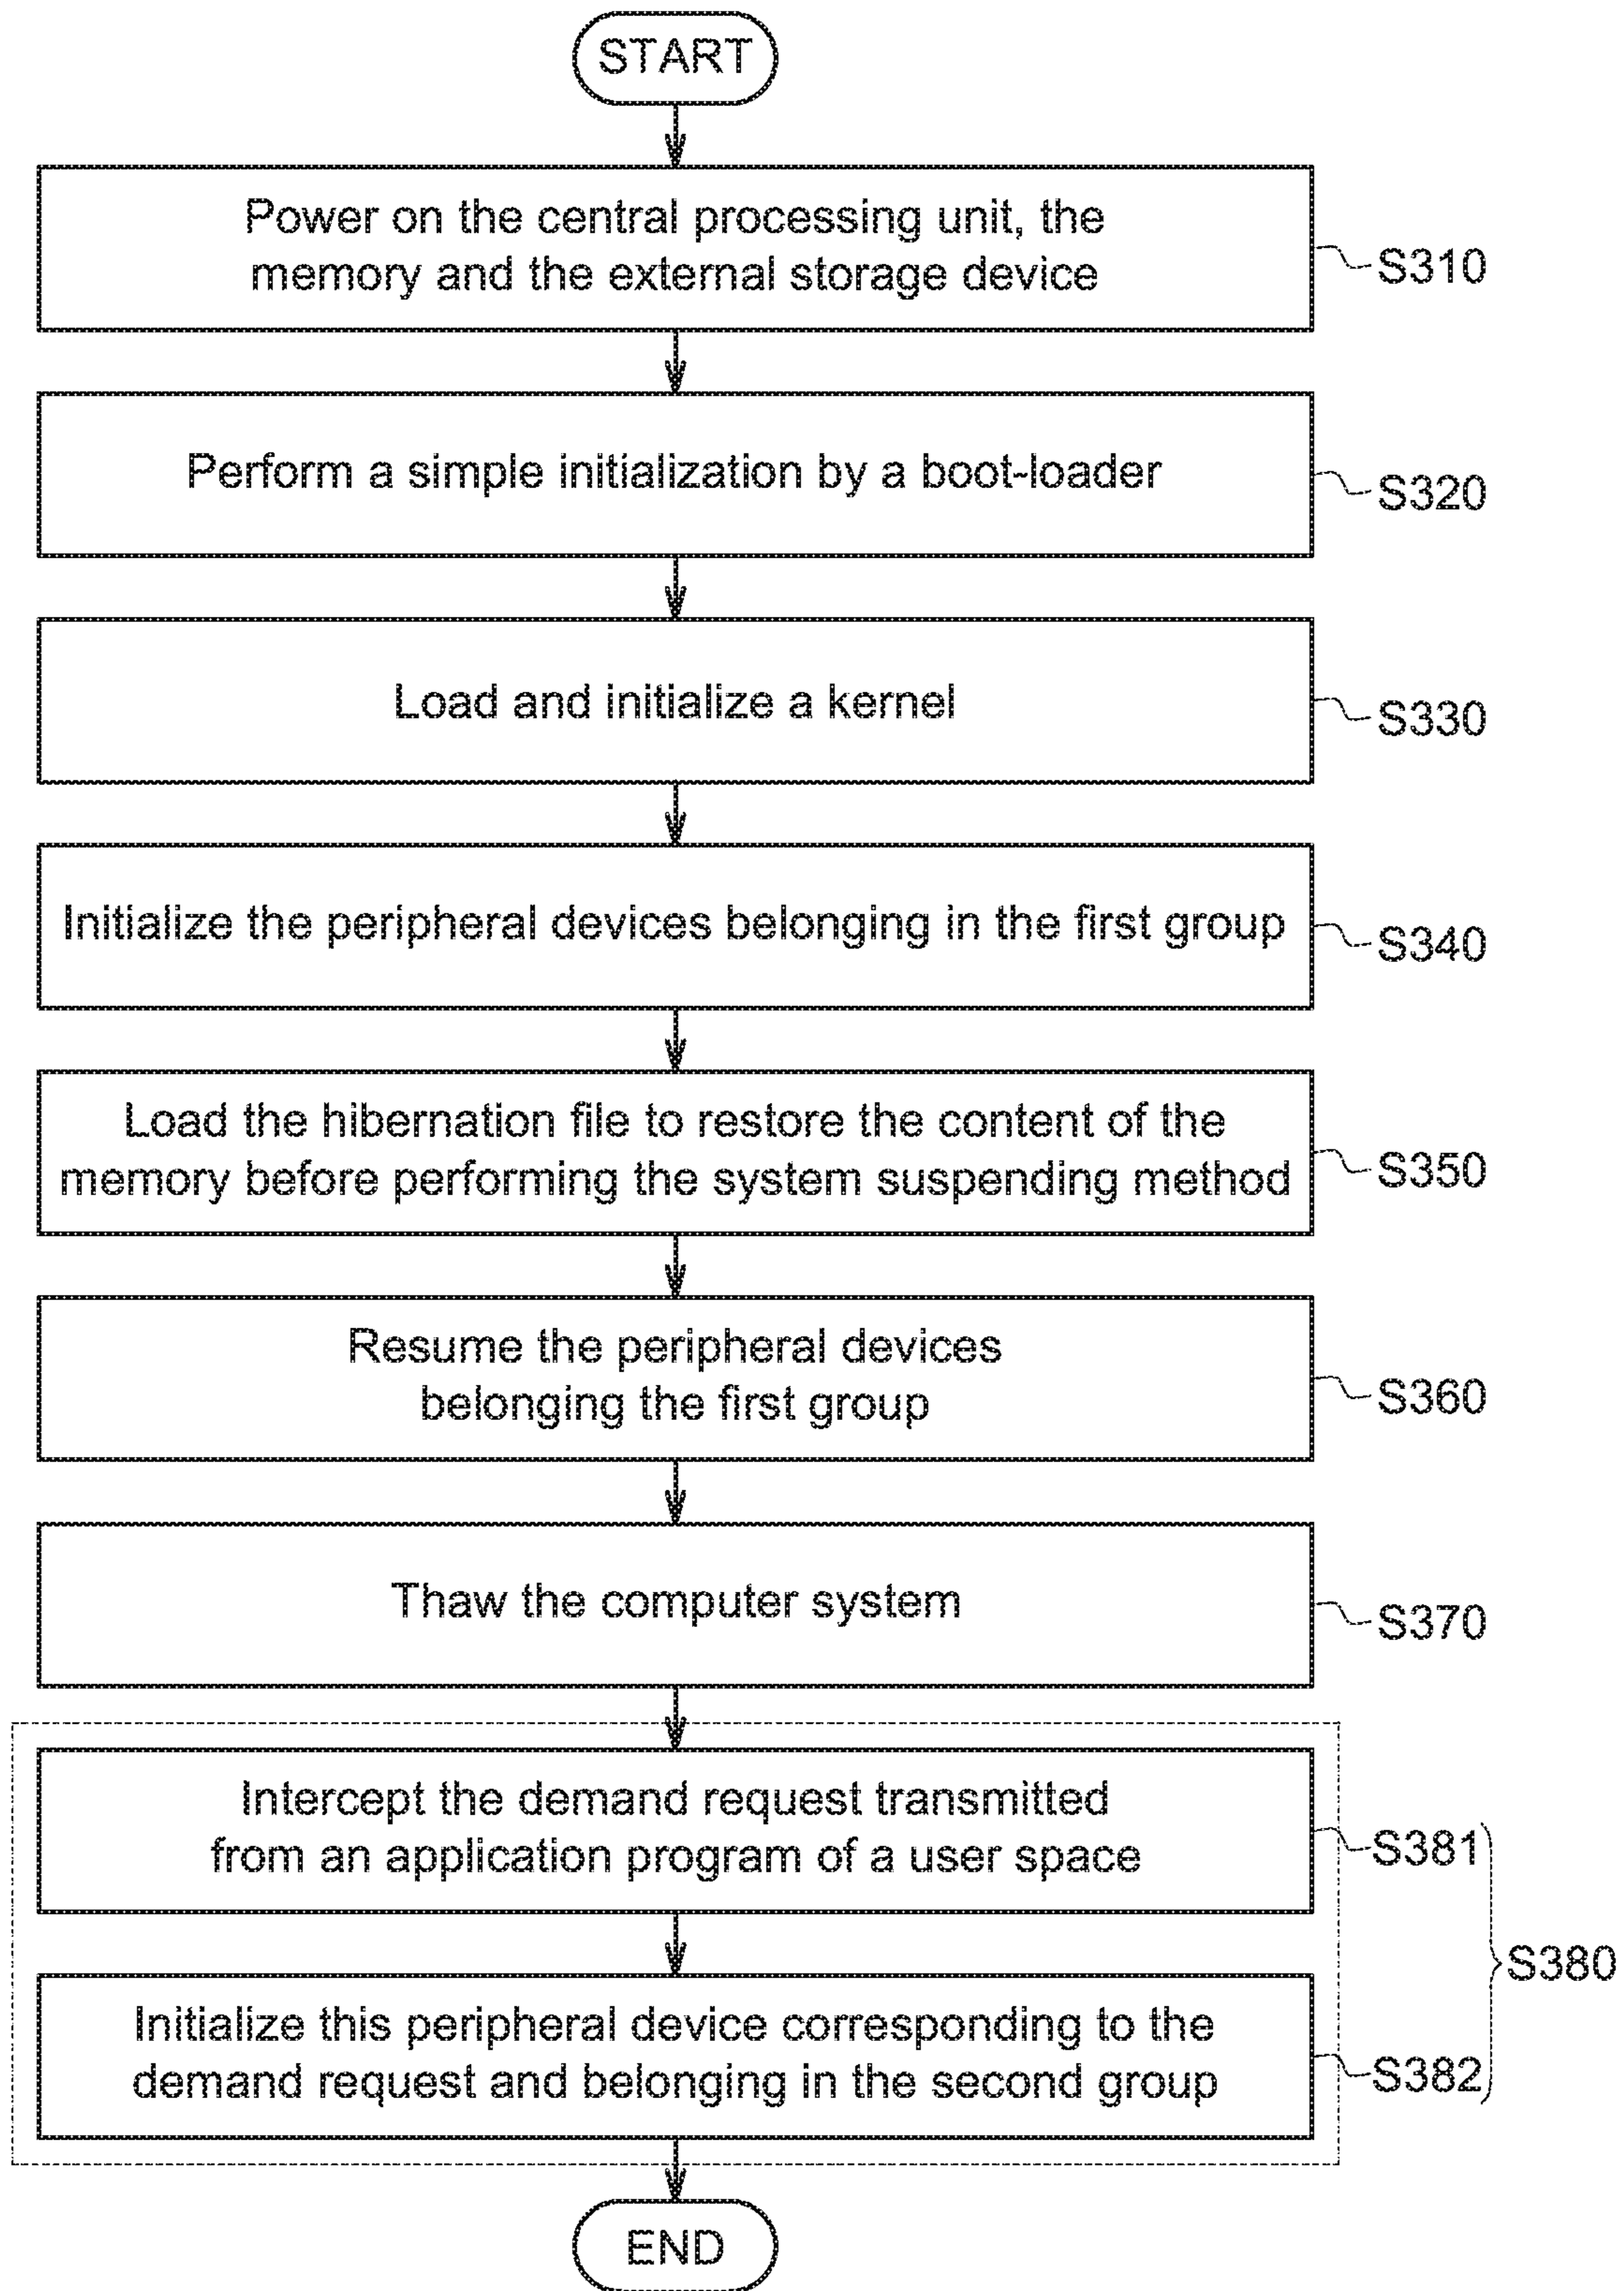 START
Power on the central processing unit, the
memory and the external storage device
S310
Perform a simple initialization by a boot-loader
S320
Load and initialize a kernel
S330
Initialize the peripheral devices belonging in the first group
S340
Load the hibernation file to restore the content of the
memory before performing the system suspending method
S350
Resume the peripheral devices
belonging the first group
S360
Thaw the computer system
S370
Intercept the demand request transmitted
from an application program of a user space
S381
Initialize this peripheral device corresponding to the
demand request and belonging in the second group
S382
S380
END